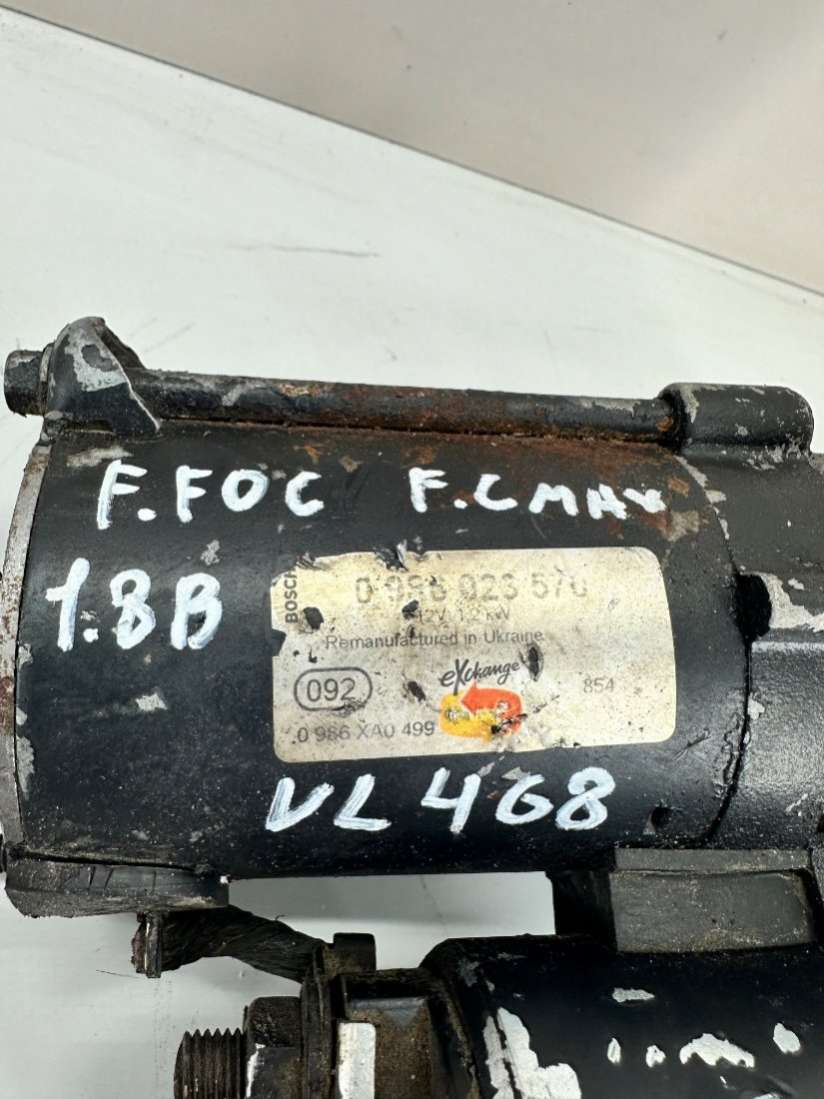 F.FOC F.CMAX
1.8B
BOSCH
0 986 023 570
12V 1,2 kW
Remanufactured in Ukraine
eXchange
092
854
0 986 XA0 499
VL 468